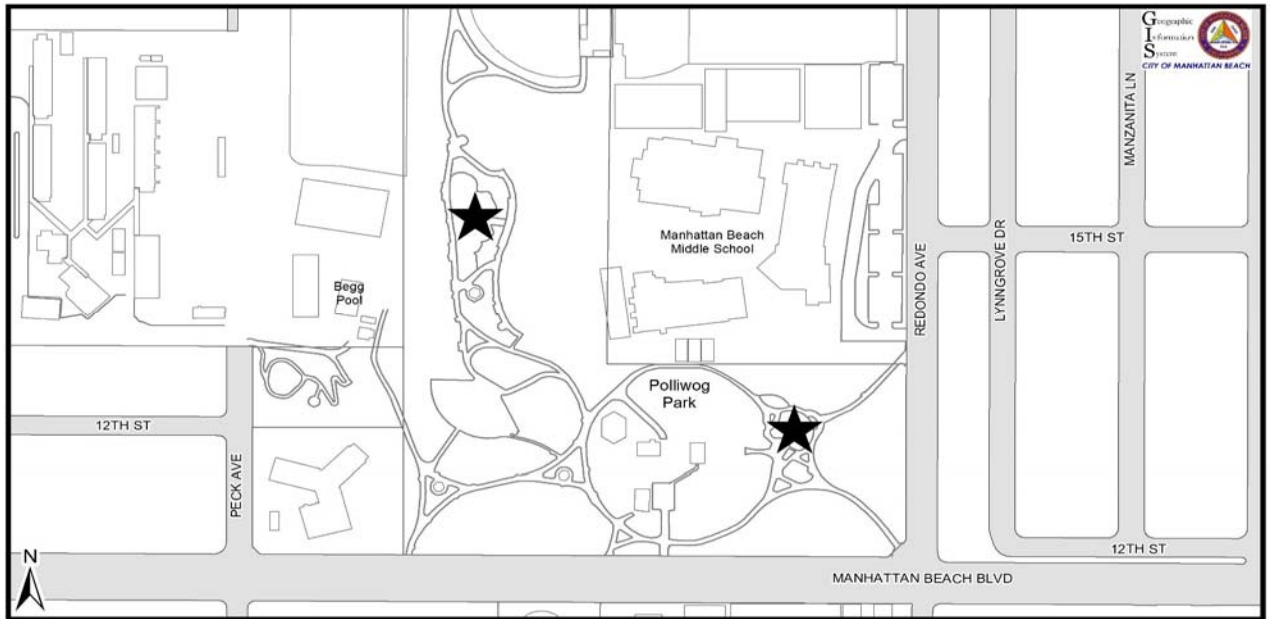 Geographic
Information
System
CITY OF MANHATTAN BEACH
MANZANITA LN
15TH ST
Manhattan Beach
Middle School
REDONDO AVE
LYNNGROVE DR
Begg
Pool
Polliwog
Park
12TH ST
PECK AVE
12TH ST
MANHATTAN BEACH BLVD
N